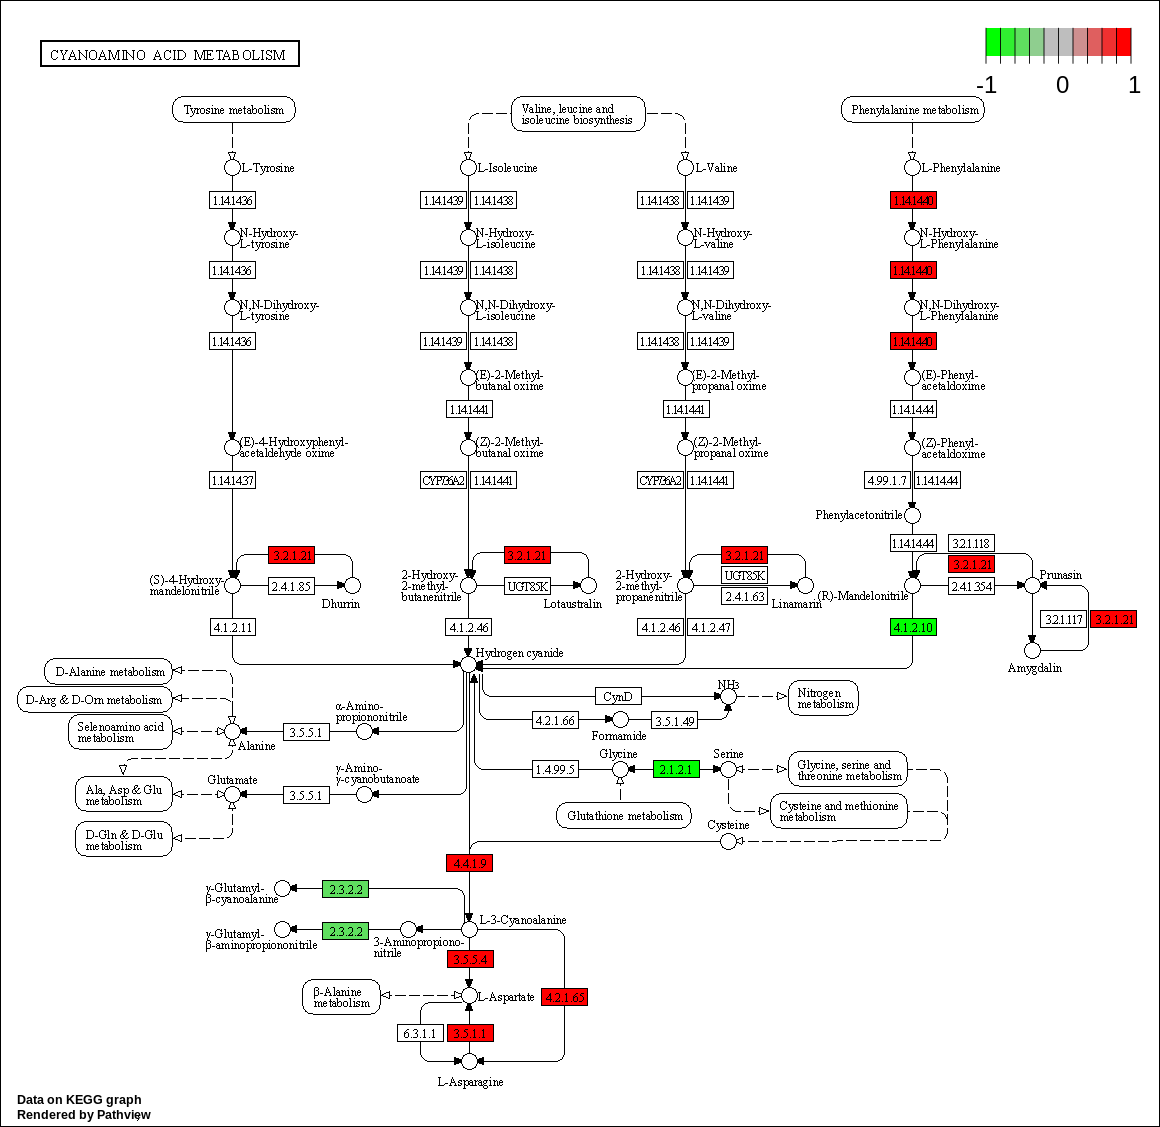 CYANOAMINO ACID METABOLISM
-1 0 1
Tyrosine metabolism
Valine, leucine and
isoleucine biosynthesis
Phenylalanine metabolism
L-Tyrosine
L-Isoleucine
L-Valine
L-Phenylalanine
1.14.14.36
1.14.14.39 1.14.14.38
1.14.14.38 1.14.14.39
1.14.14.40
N-Hydroxy-
L-tyrosine
N-Hydroxy-
L-isoleucine
N-Hydroxy-
L-valine
N-Hydroxy-
L-Phenylalanine
1.14.14.36
1.14.14.39 1.14.14.38
1.14.14.38 1.14.14.39
1.14.14.40
N,N-Dihydroxy-
L-tyrosine
N,N-Dihydroxy-
L-isoleucine
N,N-Dihydroxy-
L-valine
N,N-Dihydroxy-
L-Phenylalanine
1.14.14.36
1.14.14.39 1.14.14.38
1.14.14.38 1.14.14.39
1.14.14.40
(E)-2-Methyl-
butanal oxime
(E)-2-Methyl-
propanal oxime
(E)-Phenyl-
acetaldoxime
1.14.14.41
1.14.14.41
1.14.14.44
(E)-4-Hydroxyphenyl-
acetaldehyde oxime
(Z)-2-Methyl-
butanal oxime
(Z)-2-Methyl-
propanal oxime
(Z)-Phenyl-
acetaldoxime
1.14.14.37
CYP736A2 1.14.14.41
CYP736A2 1.14.14.41
4.99.1.7 1.14.14.44
Phenylacetonitrile
1.14.14.44 3.2.1.118
3.2.1.21
3.2.1.21
3.2.1.21
3.2.1.21
(S)-4-Hydroxy-
mandelonitrile
2.4.1.85
Dhurrin
2-Hydroxy-
2-methyl-
butanenitrile
UGT85K
Lotaustralin
2-Hydroxy-
2-methyl-
propanenitrile
UGT85K
2.4.1.63
Linamarin
(R)-Mandelonitrile
2.4.1.354
Prunasin
3.2.1.117 3.2.1.21
Amygdalin
4.1.2.11
4.1.2.46
4.1.2.46 4.1.2.47
4.1.2.10
Hydrogen cyanide
D-Alanine metabolism
D-Arg & D-Orn metabolism
Selenoamino acid
metabolism
Alanine
3.5.5.1
α-Amino-
propiononitrile
CynD
NH3
Nitrogen
metabolism
4.2.1.66
Formamide
3.5.1.49
Ala, Asp & Glu
metabolism
Glutamate
3.5.5.1
γ-Amino-
γ-cyanobutanoate
1.4.99.5
Glycine
2.1.2.1
Serine
Glycine, serine and
threonine metabolism
Glutathione metabolism
Cysteine and methionine
metabolism
D-Gln & D-Glu
metabolism
Cysteine
4.4.1.9
γ-Glutamyl-
β-cyanoalanine
2.3.2.2
L-3-Cyanoalanine
γ-Glutamyl-
β-aminopropiononitrile
2.3.2.2
3-Aminopropiono-
nitrile
3.5.5.4
β-Alanine
metabolism
L-Aspartate
4.2.1.65
6.3.1.1 3.5.1.1
L-Asparagine
Data on KEGG graph
Rendered by Pathview